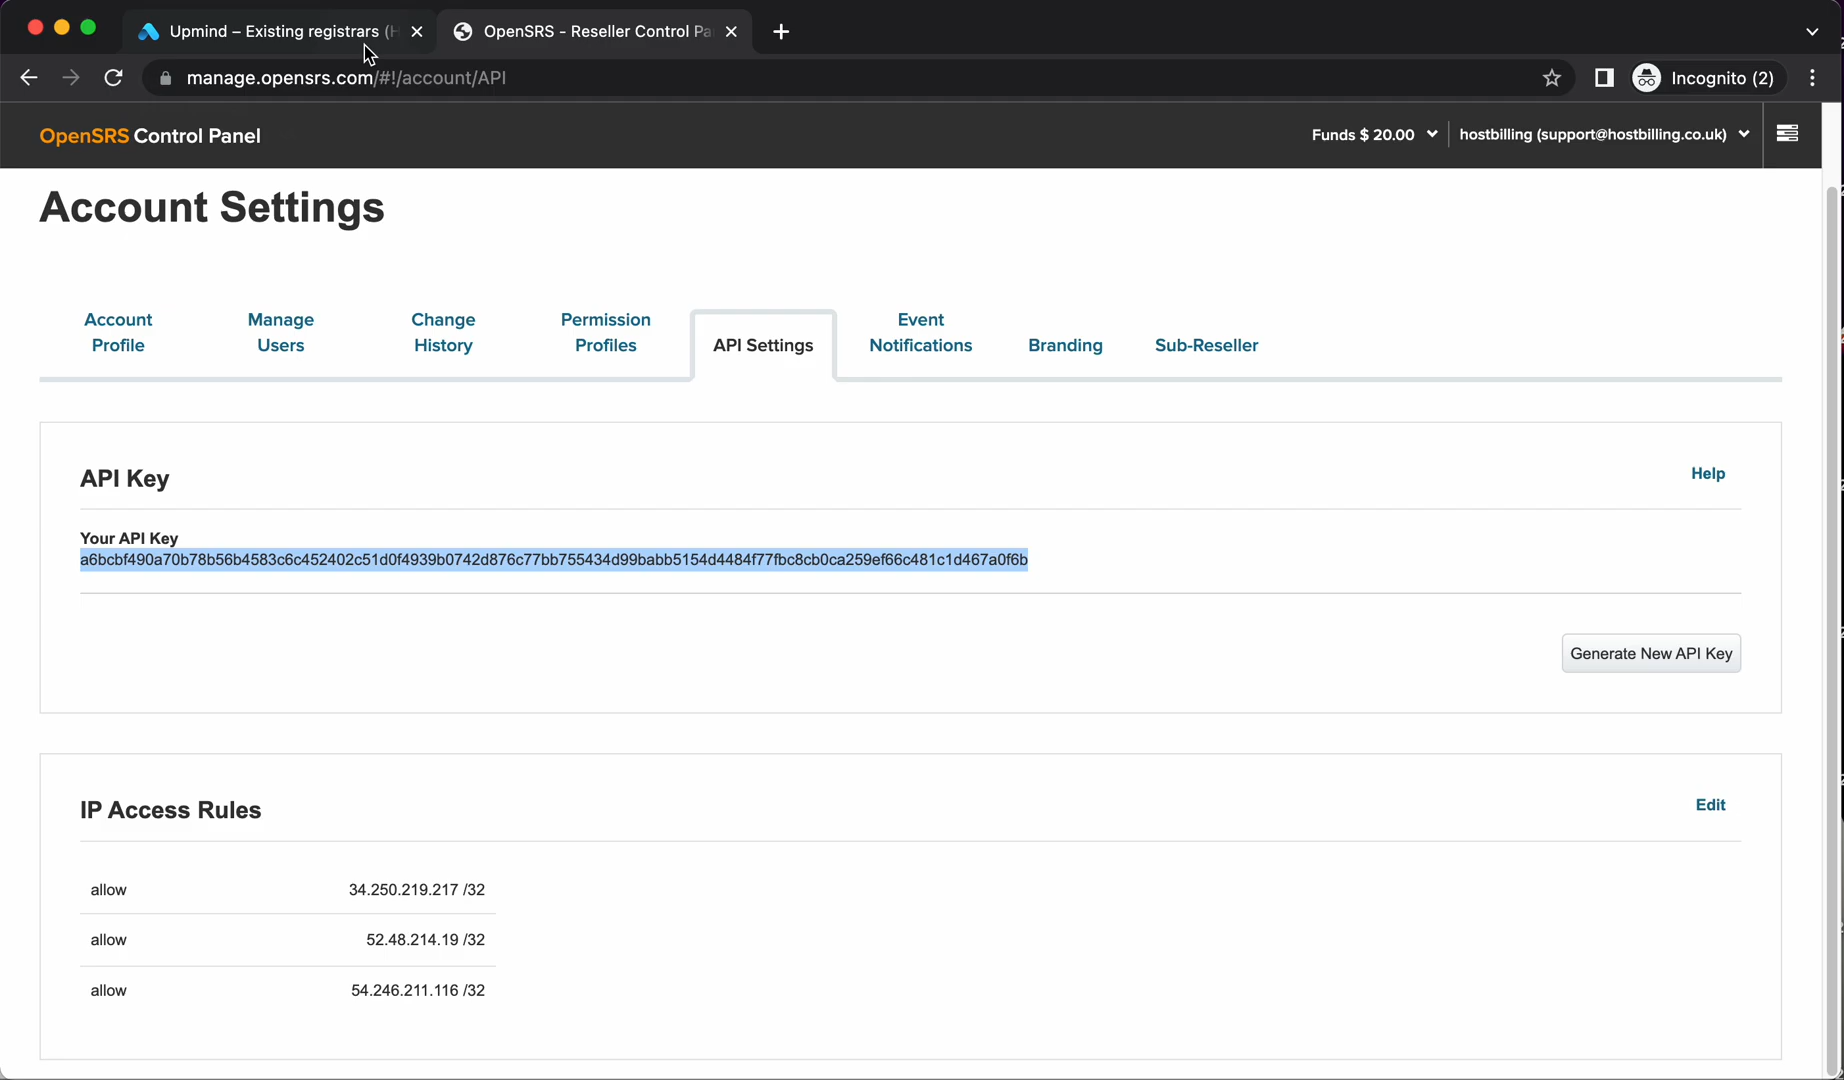 Upmind – Existing registrars (H
OpenSRS - Reseller Control Pa
manage.opensrs.com/#!/account/API
Incognito (2)
OpenSRS Control Panel
Funds $ 20.00
hostbilling (support@hostbilling.co.uk)
Account Settings
Account Profile
Manage Users
Change History
Permission Profiles
API Settings
Event Notifications
Branding
Sub-Reseller
API Key
Help
Your API Key
a6bcbf490a70b78b56b4583c6c452402c51d0f4939b0742d876c77bb755434d99babb5154d4484f77fbc8cb0ca259ef66c481c1d467a0f6b
Generate New API Key
IP Access Rules
Edit
allow 34.250.219.217 /32
allow 52.48.214.19 /32
allow 54.246.211.116 /32